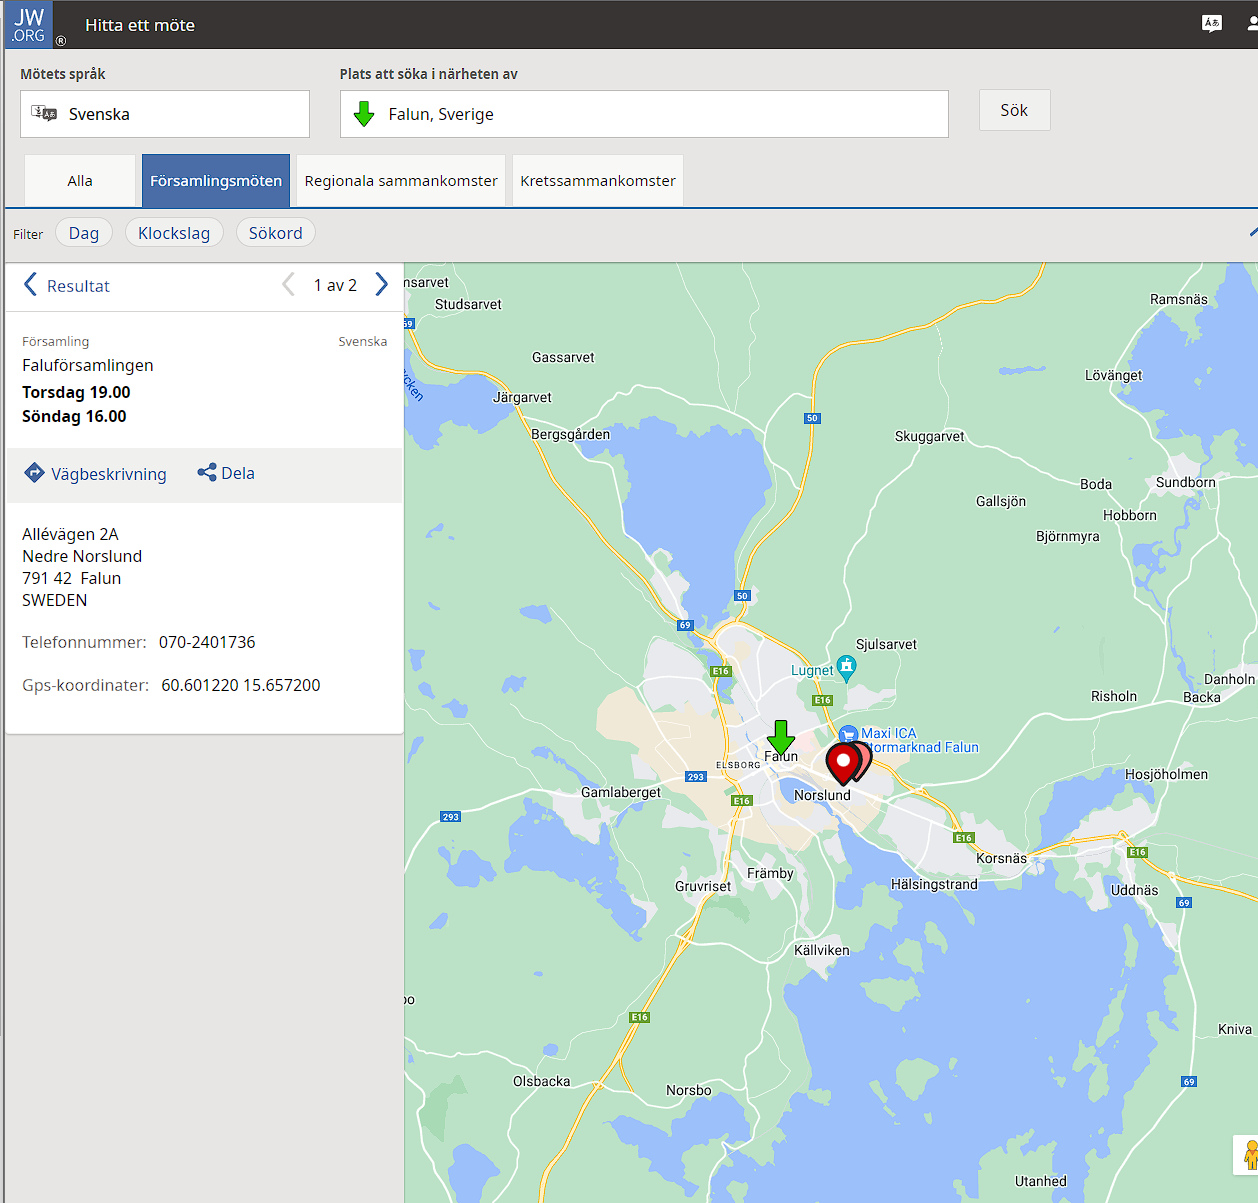 JW
.ORG
®
Hitta ett möte
Mötets språk
Plats att söka i närheten av
Svenska
Falun, Sverige
Sök
Alla
Församlingsmöten
Regionala sammankomster
Kretssammankomster
Filter
Dag
Klockslag
Sökord
Resultat
1 av 2
Församling
Svenska
Faluförsamlingen
Torsdag 19.00
Söndag 16.00
Vägbeskrivning
Dela
Allévägen 2A
Nedre Norslund
791 42 Falun
SWEDEN
Telefonnummer: 070-2401736
Gps-koordinater: 60.601220 15.657200
Studsarvet
Ramsnäs
69
Gassarvet
Lövänget
Järgarvet
50
Bergsgården
Skuggarvet
Sundborn
Boda
Gallsjön
Hobborn
Björnmyra
50
69
Sjulsarvet
Lugnet
E16
Danholn
Risholn
Backa
E16
Maxi ICA
Stormarknad Falun
Falun
ELSBORG
293
Hosjöholmen
Gamlaberget
Norslund
E16
293
E16
Korsnäs
E16
Främby
Gruvriset
Hälsingstrand
Uddnäs
69
Källviken
E16
Kniva
Olsbacka
69
Norsbo
Utanhed